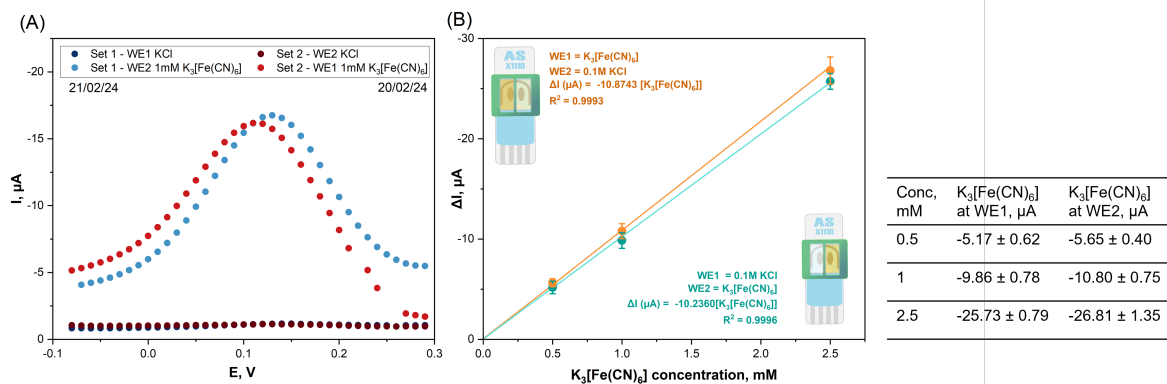 (A)
I, µA
-20
-15
-10
-5
0
-0.1
0.0
0.1
0.2
0.3
E, V
Set 1 - WE1 KCl
Set 2 - WE2 KCl
Set 1 - WE2 1mM K₃[Fe(CN)₆]
Set 2 - WE1 1mM K₃[Fe(CN)₆]
21/02/24
20/02/24
(B)
ΔI, µA
-30
-20
-10
0
0.0
0.5
1.0
1.5
2.0
2.5
K₃[Fe(CN)₆] concentration, mM
AS
X1110
WE1 = K₃[Fe(CN)₆]
WE2 = 0.1M KCl
ΔI (µA) = -10.8743 [K₃[Fe(CN)₆]]
R² = 0.9993
AS
X1110
WE1 = 0.1M KCl
WE2 = K₃[Fe(CN)₆]
ΔI (µA) = -10.2360[K₃[Fe(CN)₆]]
R² = 0.9996
Conc, mM
K₃[Fe(CN)₆] at WE1, µA
K₃[Fe(CN)₆] at WE2, µA
0.5 -5.17 ± 0.62 -5.65 ± 0.40
1 -9.86 ± 0.78 -10.80 ± 0.75
2.5 -25.73 ± 0.79 -26.81 ± 1.35